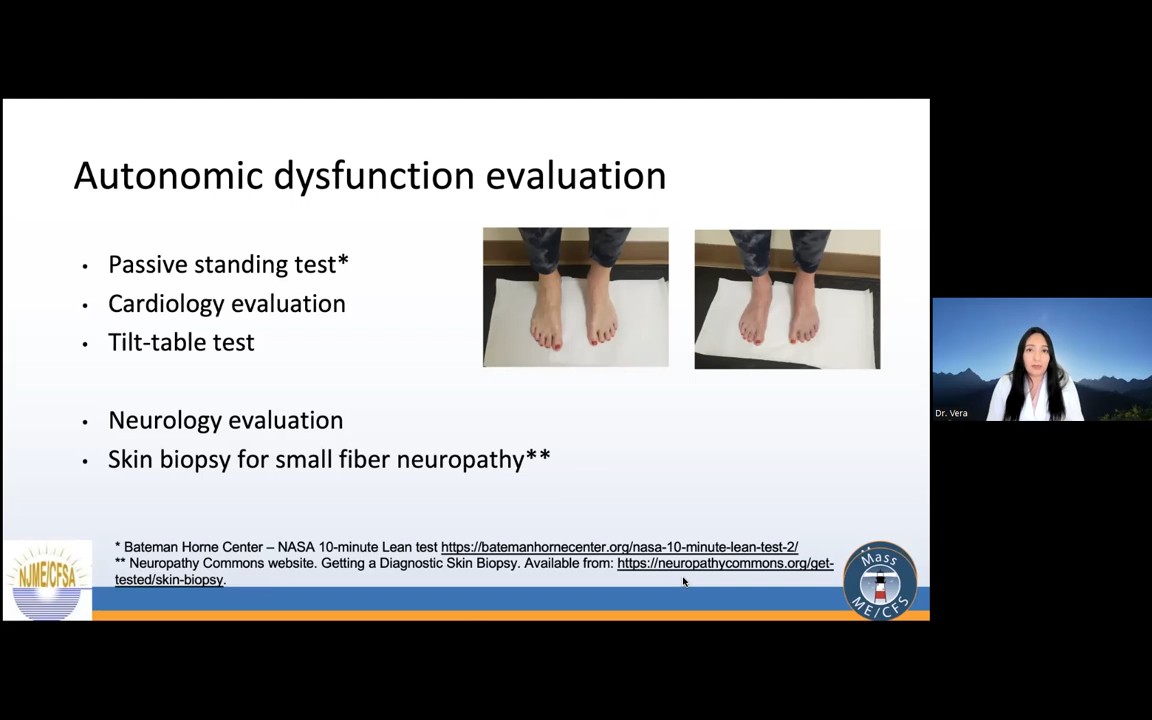 Autonomic dysfunction evaluation
• Passive standing test*
• Cardiology evaluation
• Tilt-table test
• Neurology evaluation
• Skin biopsy for small fiber neuropathy**
* Bateman Horne Center – NASA 10-minute Lean test https://batemanhornecenter.org/nasa-10-minute-lean-test-2/
** Neuropathy Commons website. Getting a Diagnostic Skin Biopsy. Available from: https://neuropathycommons.org/get-
tested/skin-biopsy.
NJME/CFSA
Mass
ME/CFS
Dr. Vera